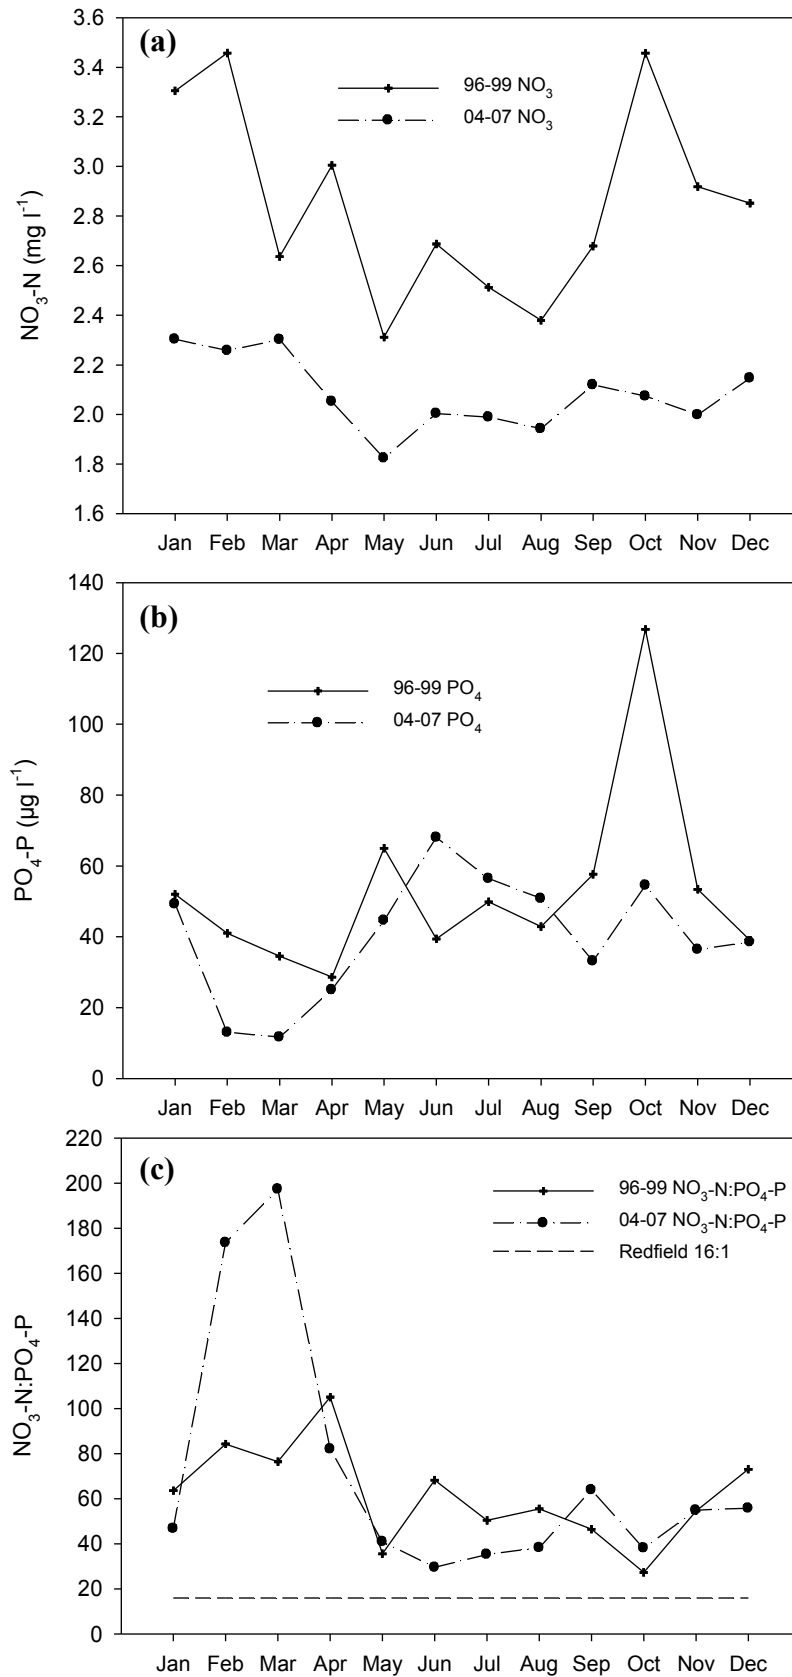 (a)
96-99 NO3
04-07 NO3
NO3-N (mg l-1)
3.6
3.4
3.2
3.0
2.8
2.6
2.4
2.2
2.0
1.8
1.6
Jan Feb Mar Apr May Jun Jul Aug Sep Oct Nov Dec
(b)
96-99 PO4
04-07 PO4
PO4-P (µg l-1)
140
120
100
80
60
40
20
0
Jan Feb Mar Apr May Jun Jul Aug Sep Oct Nov Dec
(c)
96-99 NO3-N:PO4-P
04-07 NO3-N:PO4-P
Redfield 16:1
NO3-N:PO4-P
220
200
180
160
140
120
100
80
60
40
20
0
Jan Feb Mar Apr May Jun Jul Aug Sep Oct Nov Dec